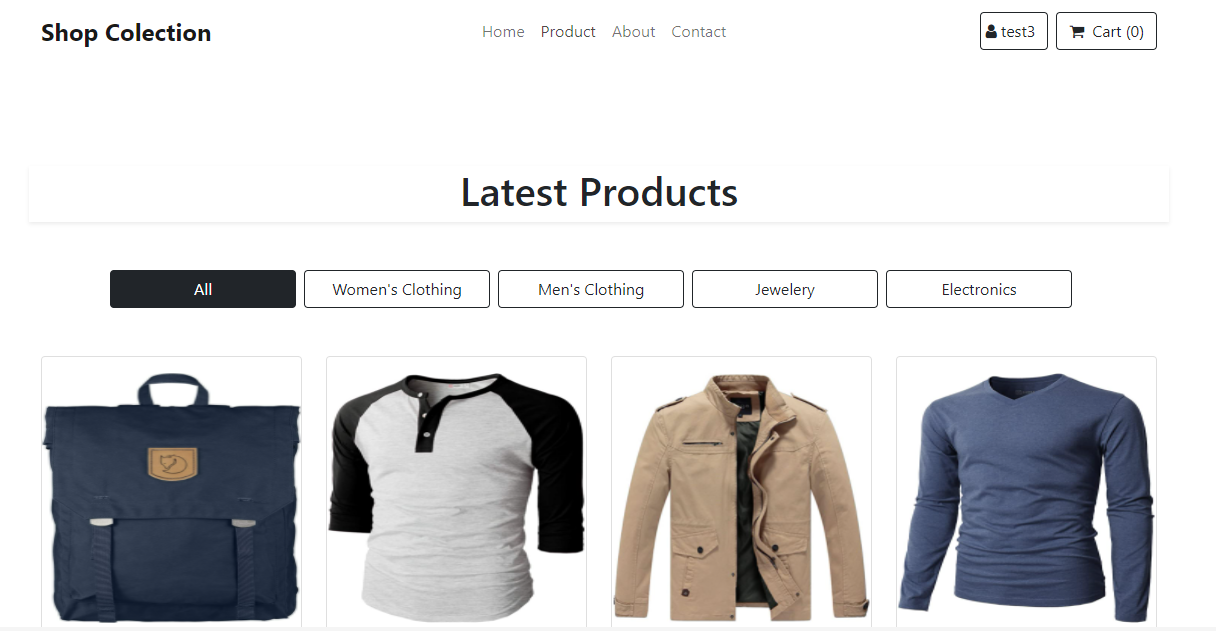 Shop Colection
Home Product About Contact
test3 Cart (0)
Latest Products
All Women's Clothing Men's Clothing Jewelery Electronics